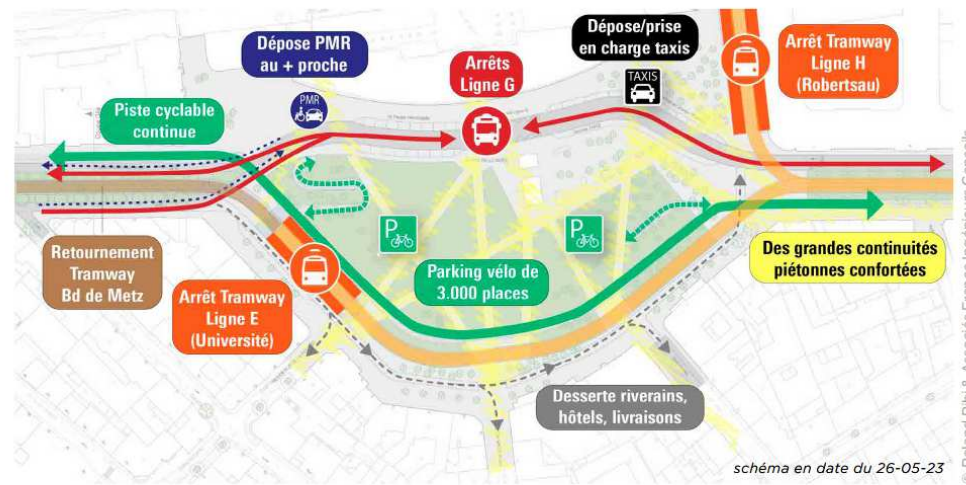 Dépose PMR
au + proche
Arrêts
Ligne G
Dépose/prise
en charge taxis
Arrêt Tramway
Ligne H
(Robertsau)
Piste cyclable
continue
PMR
TAXIS
P
P
Retournement
Tramway
Bd de Metz
Arrêt Tramway
Ligne E
(Université)
Parking vélo de
3.000 places
Des grandes continuités
piétonnes confortées
Desserte riverains,
hôtels, livraisons
schéma en date du 26-05-23